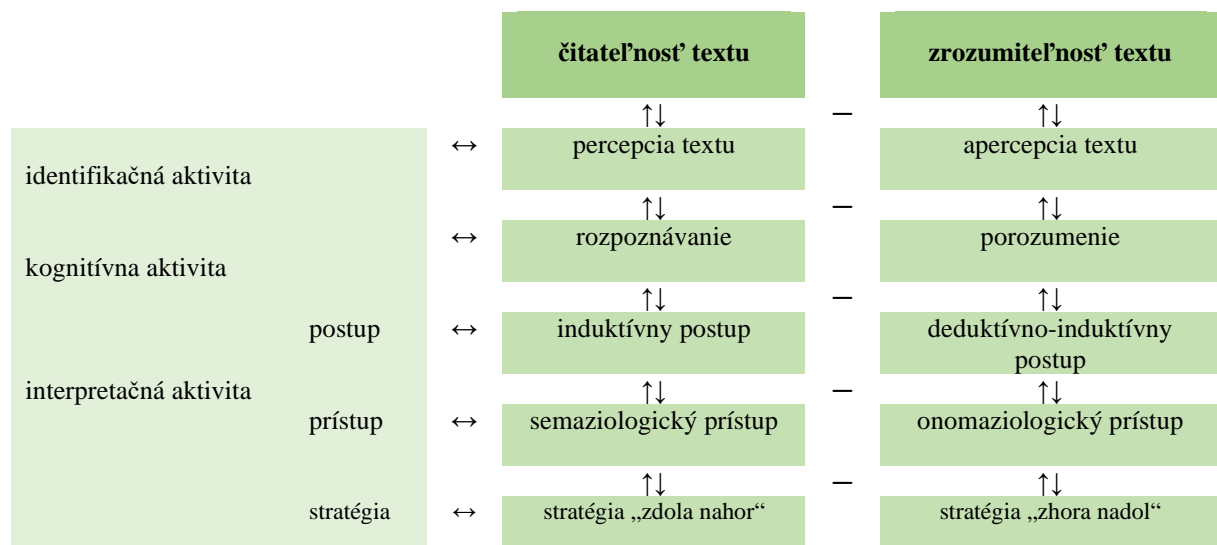 čitateľnosť textu zrozumiteľnosť textu
↑↓ – ↑↓
↔ percepcia textu apercepcia textu
identifikačná aktivita
↑↓ – ↑↓
↔ rozpoznávanie porozumenie
kognitívna aktivita
↑↓ – ↑↓
postup ↔ induktívny postup deduktívno-induktívny
postup
interpretačná aktivita
↑↓ – ↑↓
prístup ↔ semaziologický prístup onomaziologický prístup
↑↓ – ↑↓
stratégia ↔ stratégia „zdola nahor“ stratégia „zhora nadol“